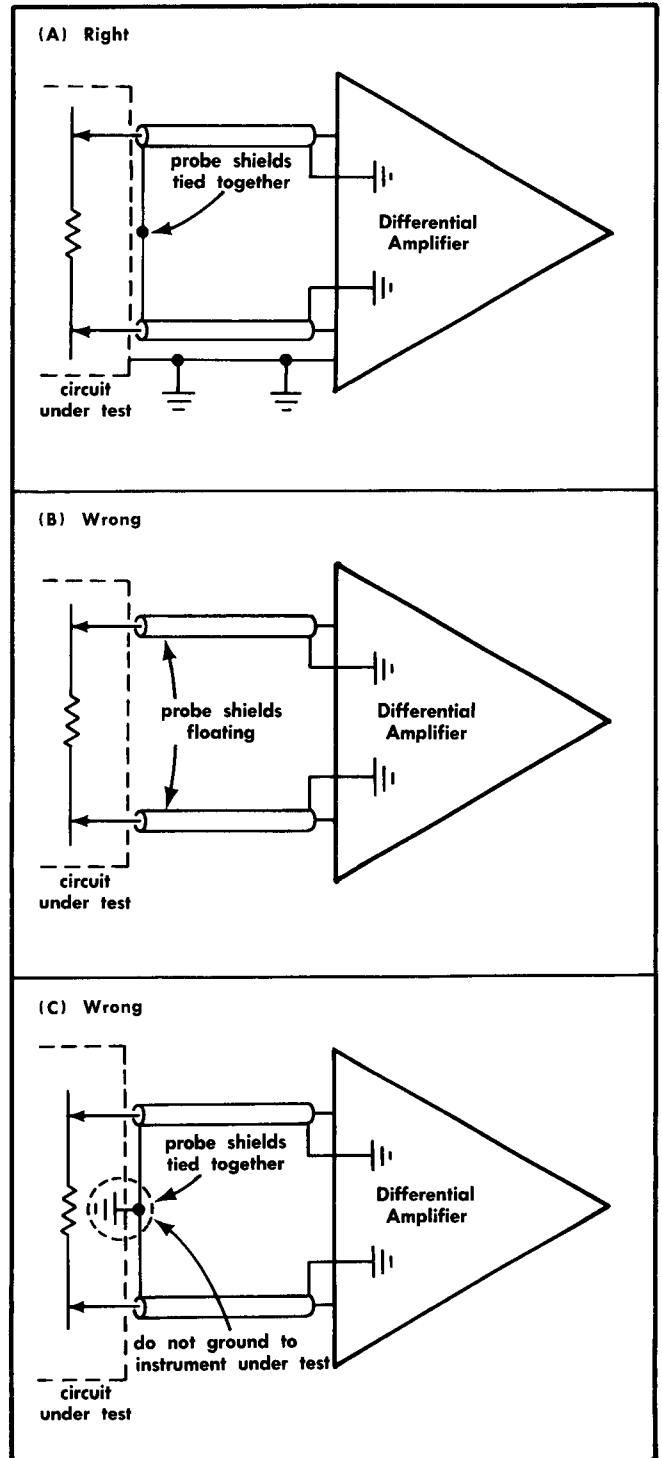 (A) Right
probe shields
tied together
Differential
Amplifier
circuit
under test
(B) Wrong
probe shields
floating
Differential
Amplifier
circuit
under test
(C) Wrong
probe shields
tied together
Differential
Amplifier
do not ground to
instrument under test
circuit
under test